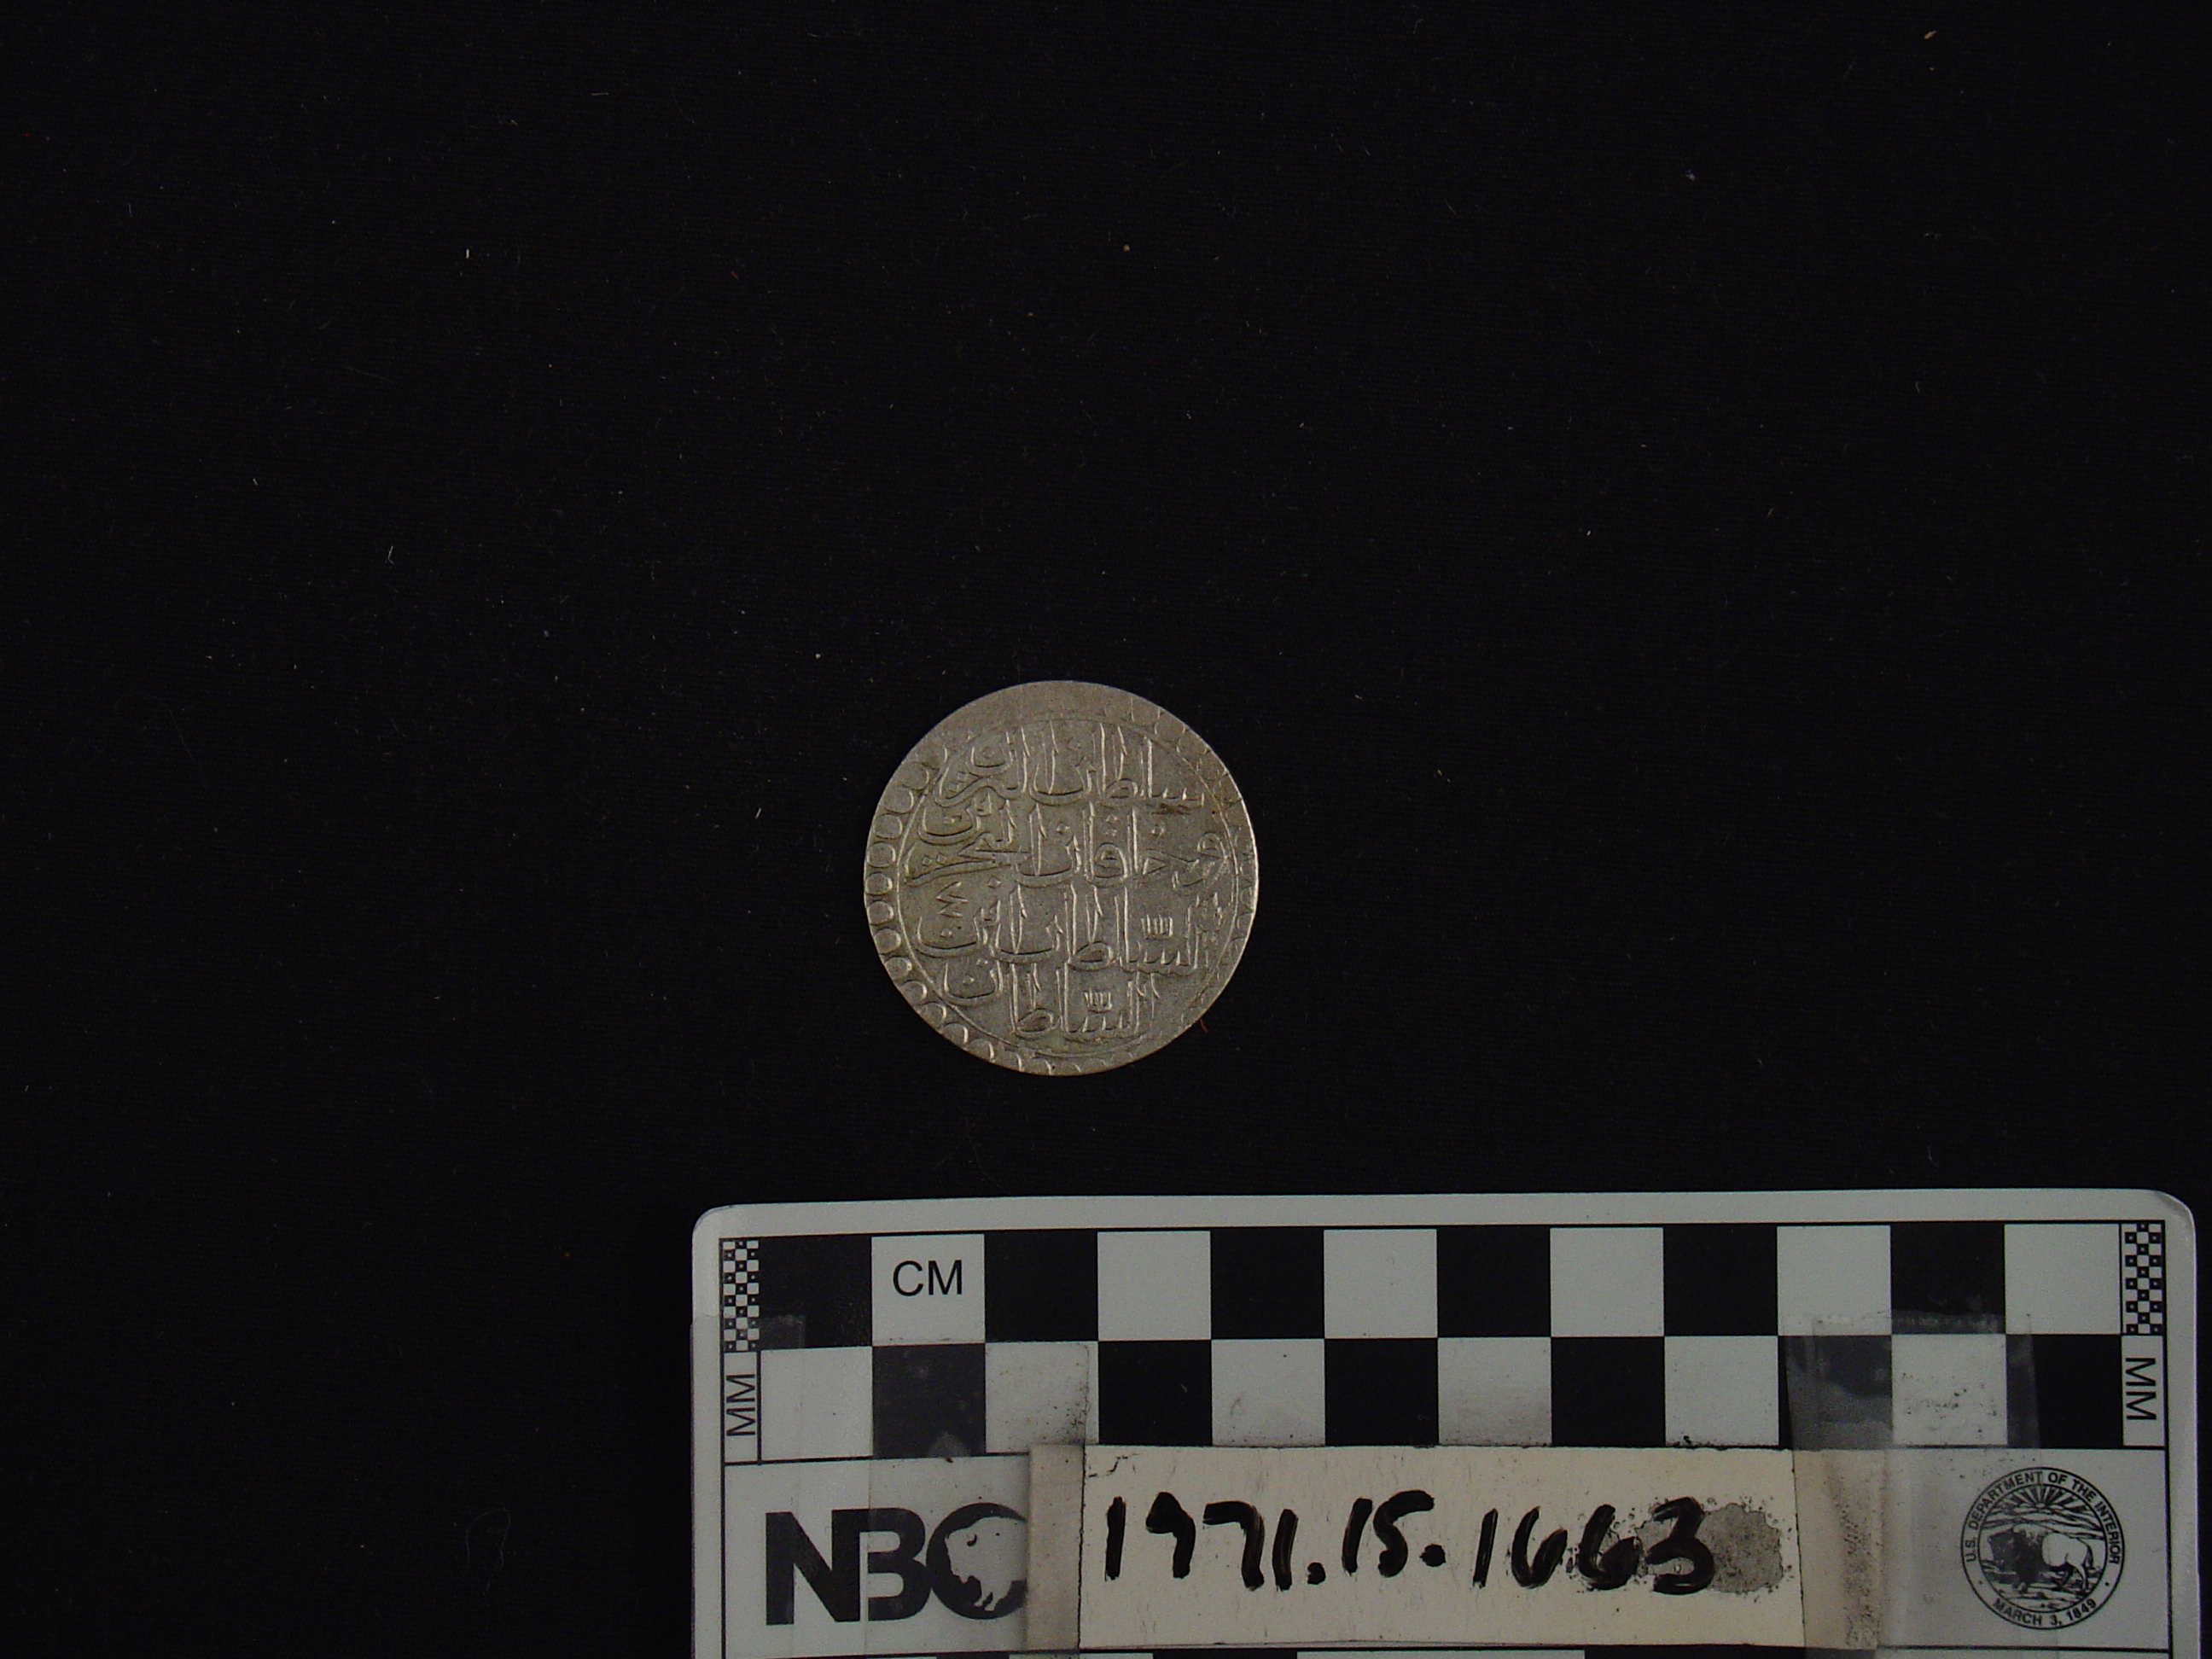 سلطان البرين
وخاقان البحرين
السلطان بن
السلطان
CM
MM
MM
NBC
1971.15.1663
U.S. DEPARTMENT OF THE INTERIOR
MARCH 3, 1849